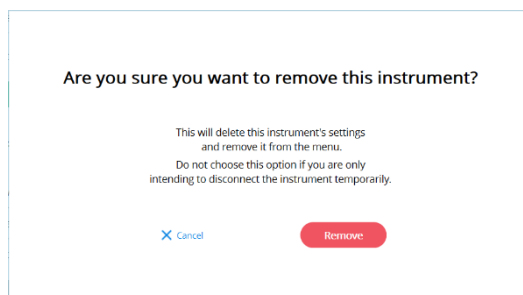 Are you sure you want to remove this instrument?
This will delete this instrument's settings
and remove it from the menu.
Do not choose this option if you are only
intending to disconnect the instrument temporarily.
Cancel
Remove